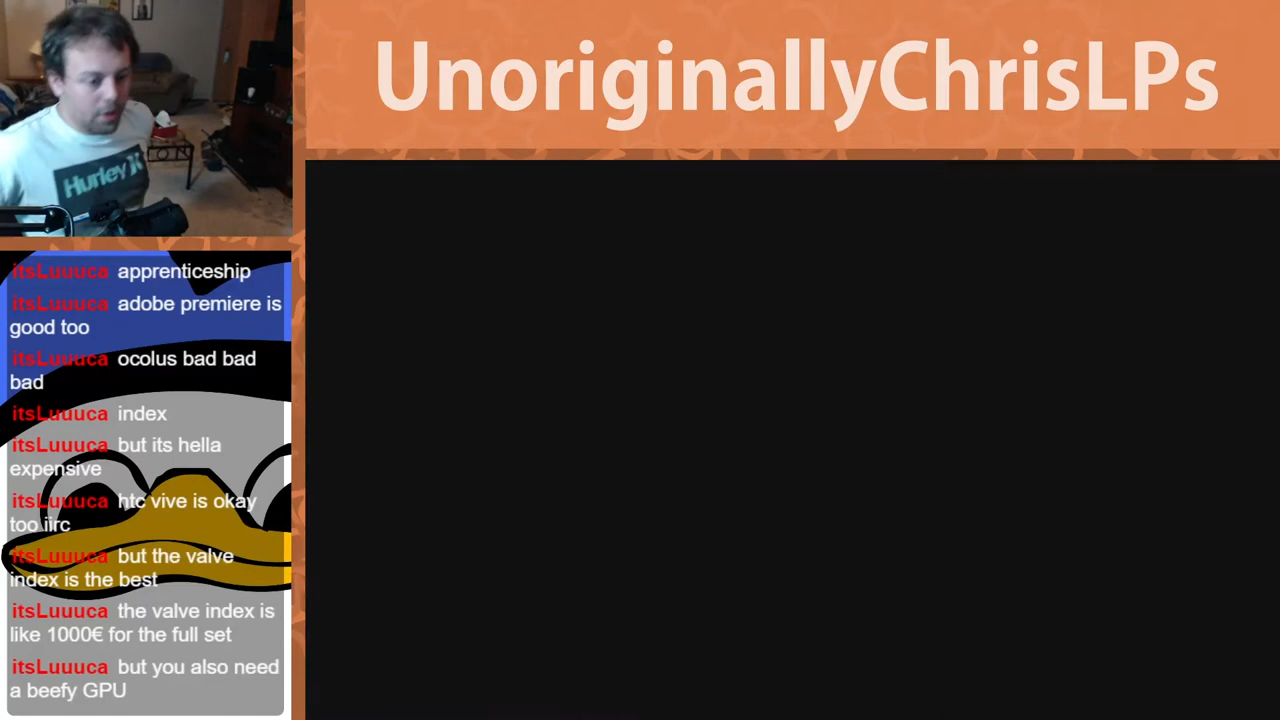 UnoriginallyChrisLPs
Hurley
itsLuuuca apprenticeship
itsLuuuca adobe premiere is
good too
itsLuuuca ocolus bad bad
bad
itsLuuuca index
itsLuuuca but its hella
expensive
itsLuuuca htc vive is okay
too iirc
itsLuuuca but the valve
index is the best
itsLuuuca the valve index is
like 1000€ for the full set
itsLuuuca but you also need
a beefy GPU